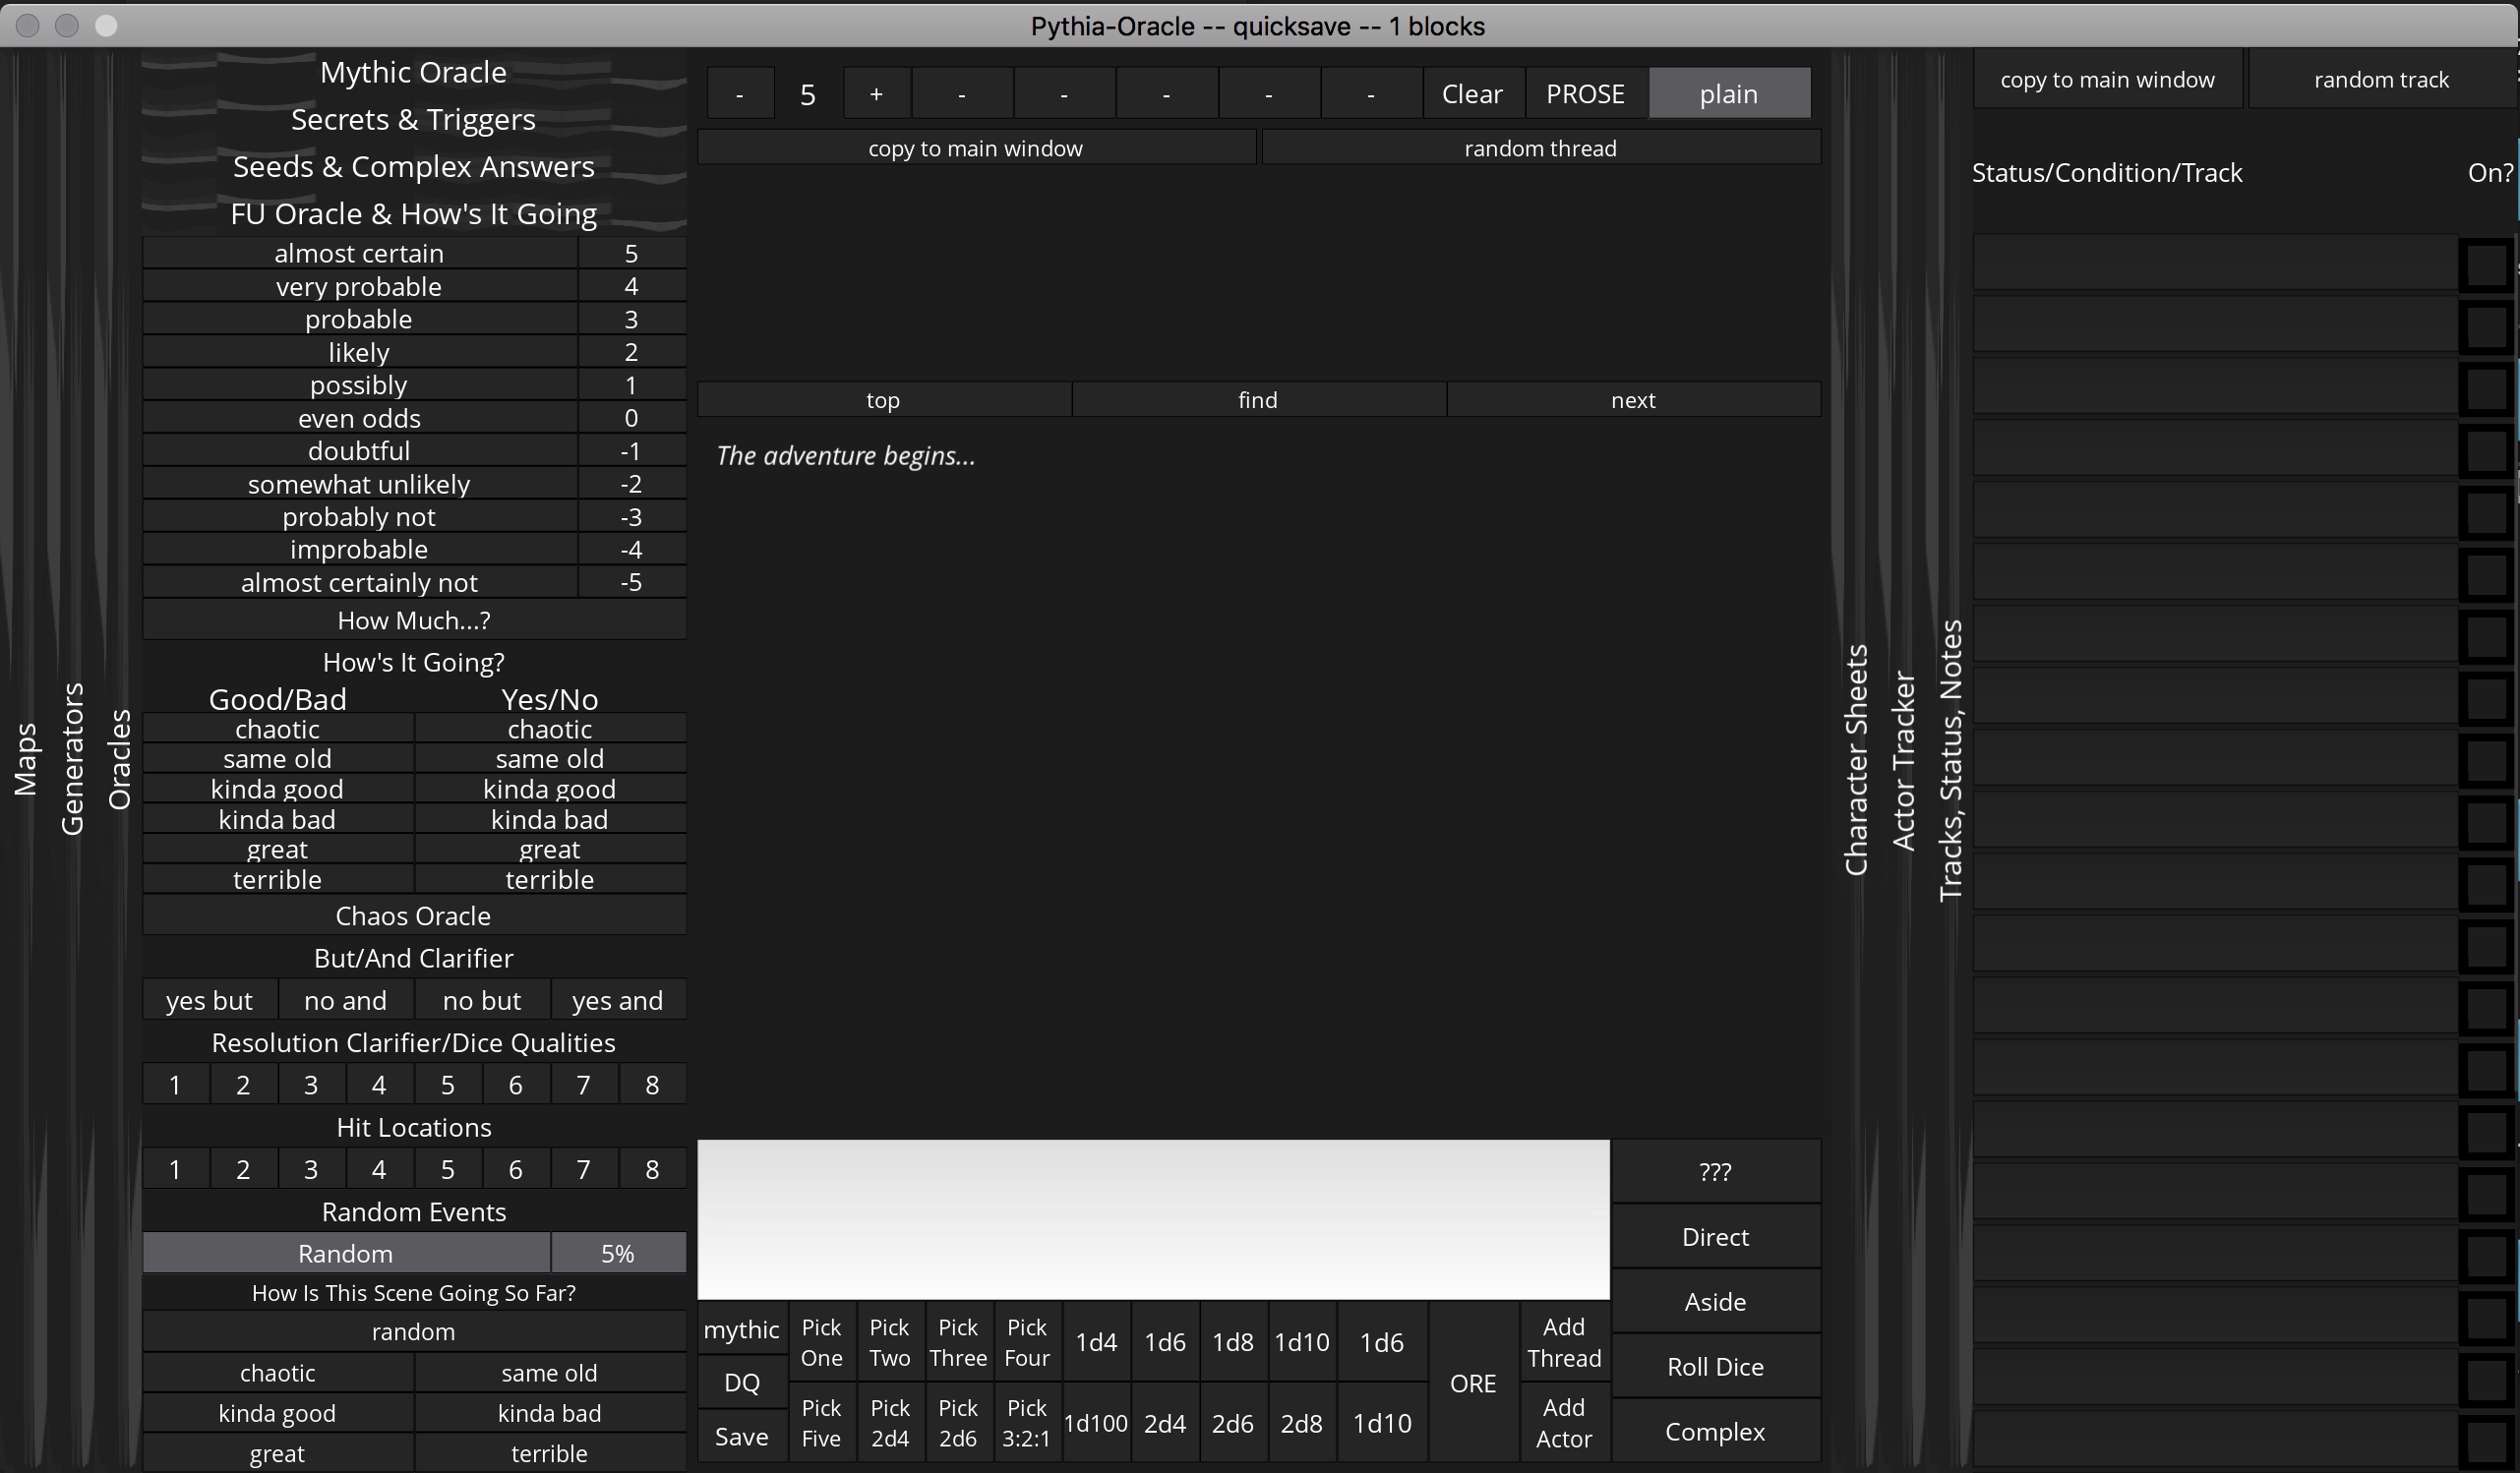 Pythia-Oracle -- quicksave -- 1 blocks
Maps
Generators
Oracles
Mythic Oracle
Secrets & Triggers
Seeds & Complex Answers
FU Oracle & How's It Going
almost certain 5
very probable 4
probable 3
likely 2
possibly 1
even odds 0
doubtful -1
somewhat unlikely -2
probably not -3
improbable -4
almost certainly not -5
How Much...?
How's It Going?
Good/Bad Yes/No
chaotic chaotic
same old same old
kinda good kinda good
kinda bad kinda bad
great great
terrible terrible
Chaos Oracle
But/And Clarifier
yes but no and no but yes and
Resolution Clarifier/Dice Qualities
1 2 3 4 5 6 7 8
Hit Locations
1 2 3 4 5 6 7 8
Random Events
Random 5%
How Is This Scene Going So Far?
random
chaotic same old
kinda good kinda bad
great terrible
- 5 + - - - - - Clear PROSE plain
copy to main window random thread
top find next
The adventure begins...
???
Direct
Aside
Roll Dice
Complex
mythic
DQ
Save
Pick One
Pick Two
Pick Three
Pick Four
1d4 1d6 1d8 1d10 1d6
Pick Five
Pick 2d4
Pick 2d6
Pick 3:2:1
1d100 2d4 2d6 2d8 1d10
ORE
Add Thread
Add Actor
Character Sheets
Actor Tracker
Tracks, Status, Notes
copy to main window random track
Status/Condition/Track On?